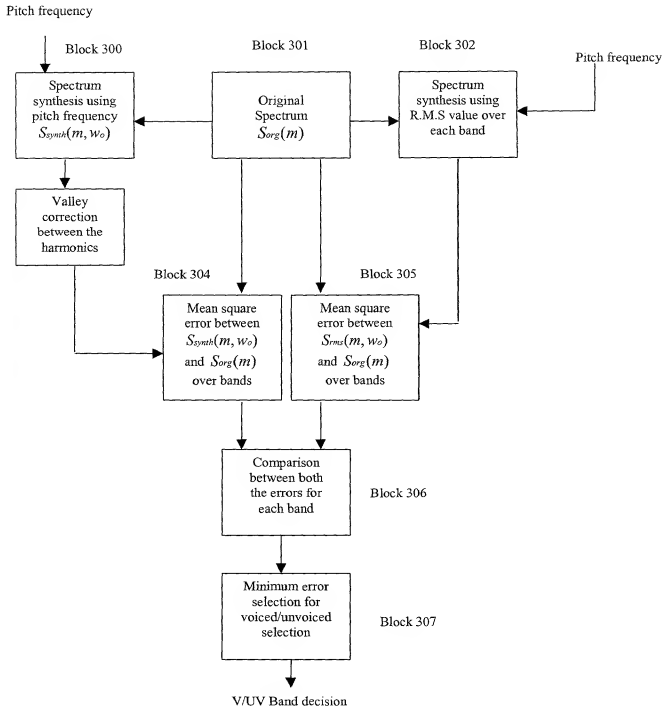 Pitch frequency
Block 300
Block 301
Block 302
Pitch frequency
Spectrum
synthesis using
pitch frequency
Ssynth(m, wo)
Original
Spectrum
Sorg(m)
Spectrum
synthesis using
R.M.S value over
each band
Valley
correction
between the
harmonics
Block 304
Block 305
Mean square
error between
Ssynth(m, wo)
and Sorg(m)
over bands
Mean square
error between
Srms(m, wo)
and Sorg(m)
over bands
Comparison
between both
the errors for
each band
Block 306
Minimum error
selection for
voiced/unvoiced
selection
Block 307
V/UV Band decision